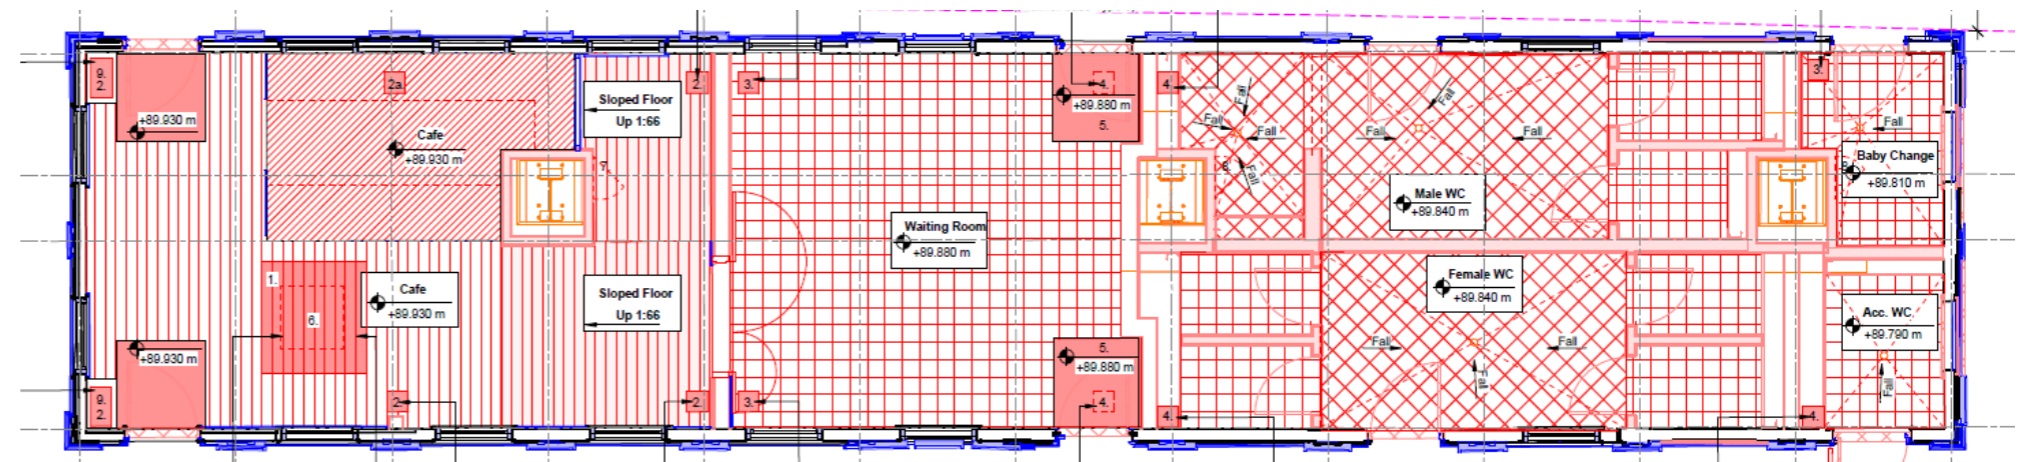 9.
2.
+89.930 m
2a.
Cafe
+89.930 m
Sloped Floor
Up 1:66
2.
3.
4.
+89.880 m
5.
4.
Fall
Fall
Fall
Fall
8.
7.
Fall
Fall
Fall
Male WC
+89.840 m
3.
Fall
Baby Change
+89.810 m
Waiting Room
+89.880 m
1.
6.
Cafe
+89.930 m
Sloped Floor
Up 1:66
Female WC
+89.840 m
Fall
Fall
Fall
Acc. WC
+89.790 m
Fall
+89.930 m
9.
2.
2.
2.
3.
5.
+89.880 m
4.
4.
4.